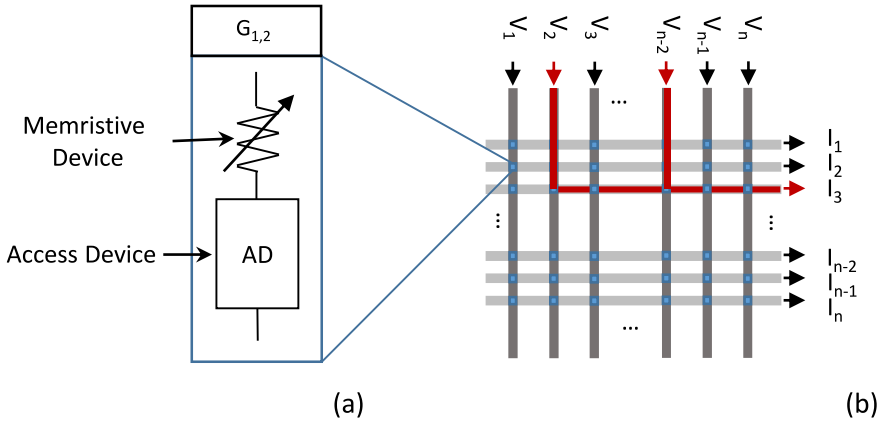 G1,2
Memristive
Device
Access Device
AD
(a)
V1
V2
V3
Vn-2
Vn-1
Vn
...
I1
I2
I3
...
...
In-2
In-1
In
...
(b)